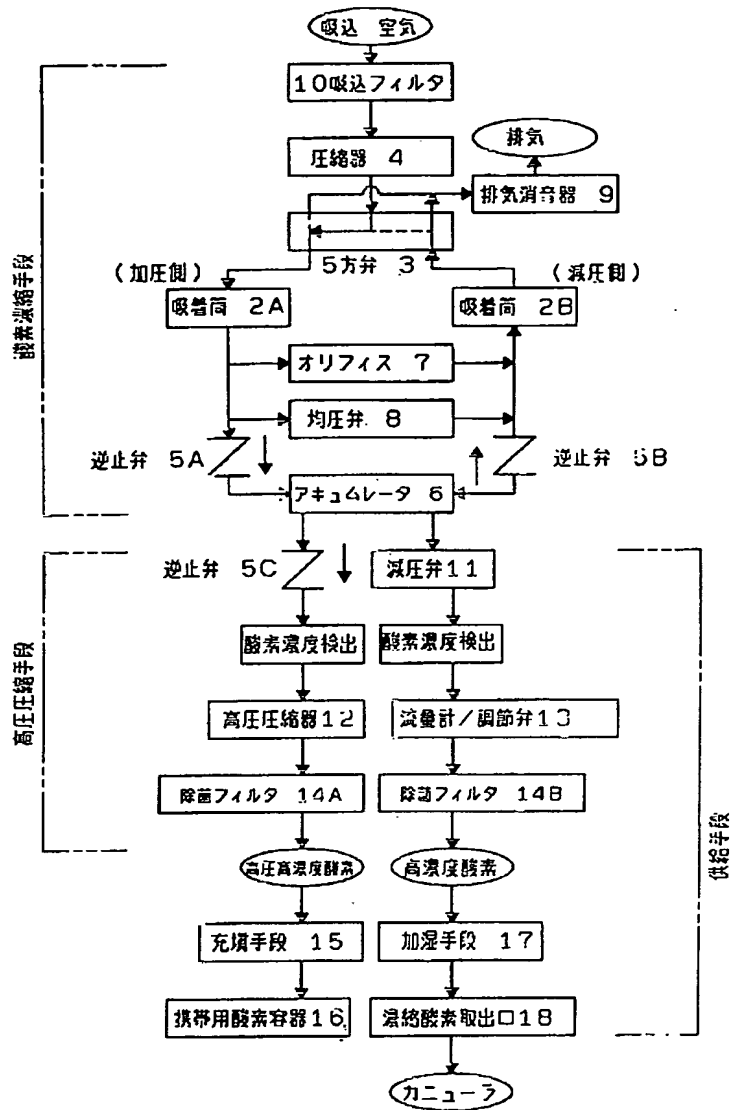 吸込 空気
10吸込フィルタ
圧縮器 4
排気
排気消音器 9
5方弁 3
(加圧側)
(減圧側)
吸着荷 2A
吸着荷 2B
オリフィス 7
均圧弁 8
逆止弁 5A
逆止弁 5B
アキュムレータ 6
酸素濃縮手段
逆止弁 5C
減圧弁11
酸素濃度検出
酸素濃度検出
高圧圧縮器12
流量計/調節弁13
除菌フィルタ 14A
除菌フィルタ 14B
高圧圧縮手段
高圧高濃度酸素
高濃度酸素
供給手段
充填手段 15
加湿手段 17
携帯用酸素容器16
濃縮酸素取出口18
カニューラ